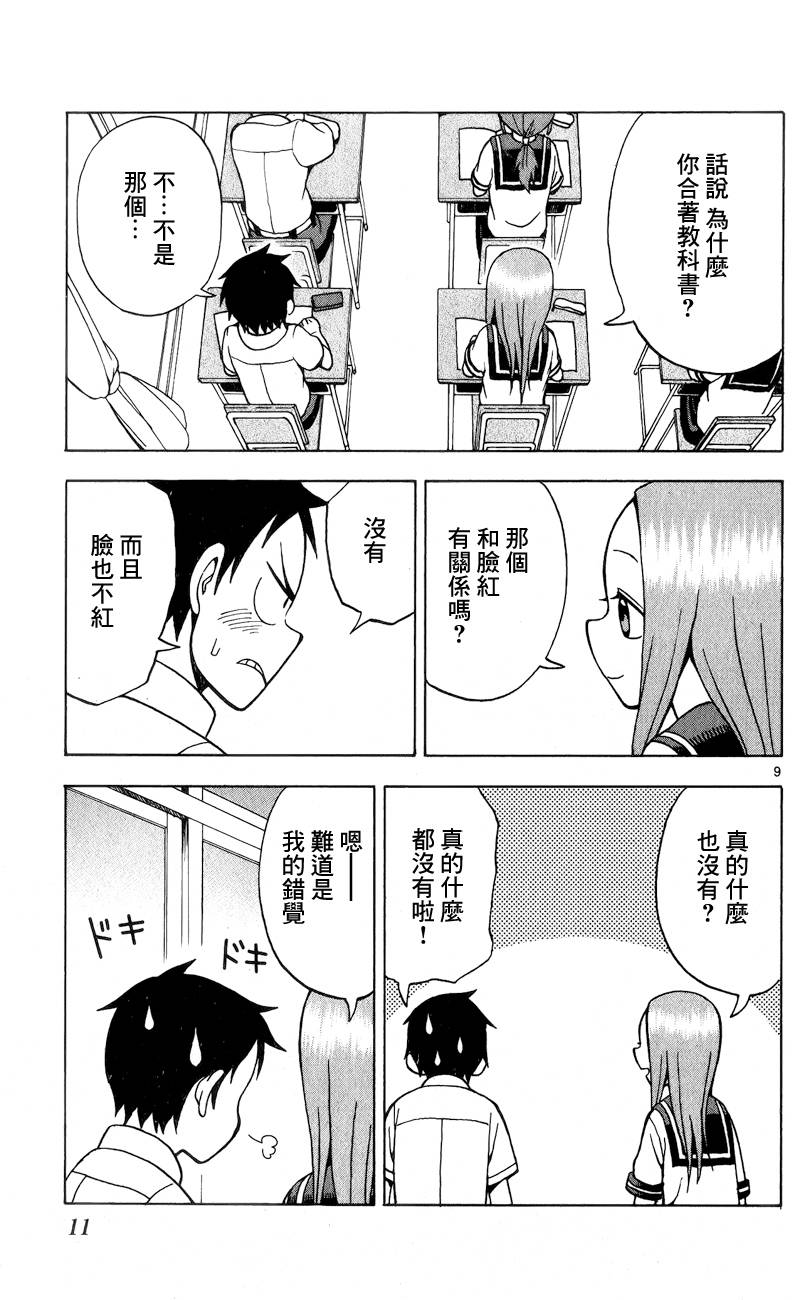 話說 為什麼
你合著教科書?
不…不是
那個…
那個
和臉紅
有關係嗎?
沒有
而且
臉也不紅
9
真的什麼
也沒有?
真的什麼
都沒有啦!
嗯——
難道是
我的錯覺
ドキ
ドキ
11